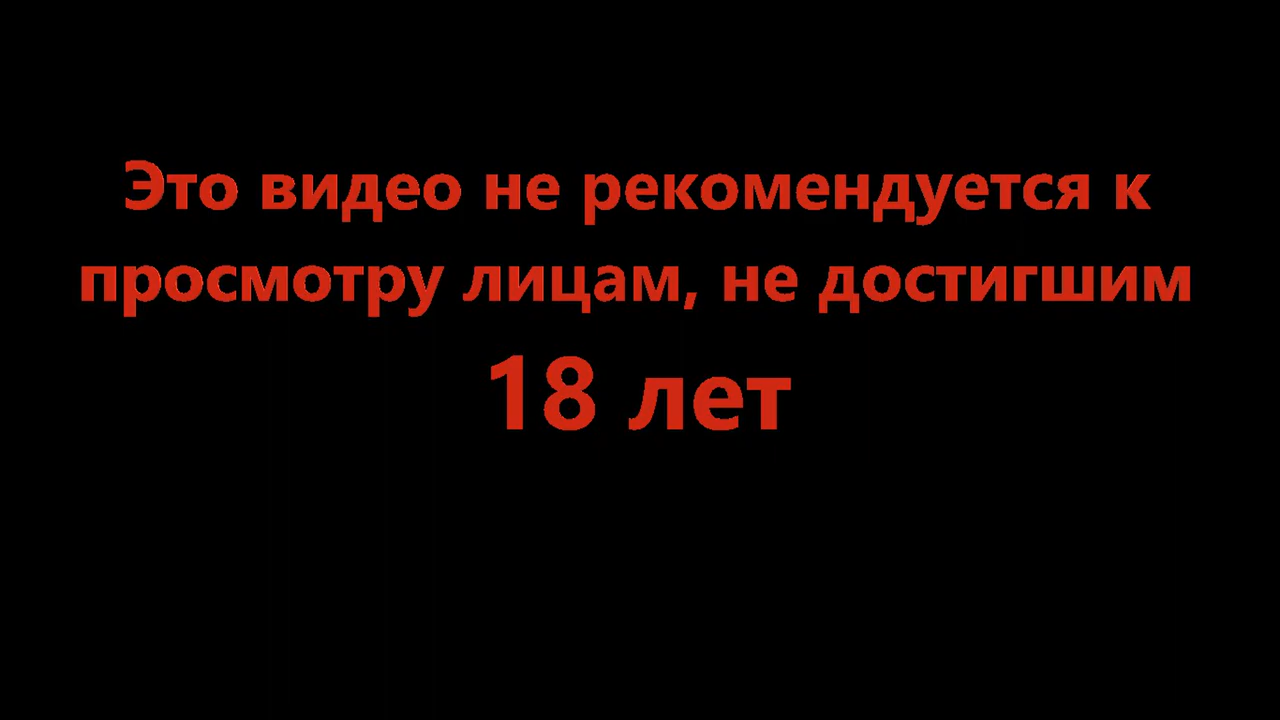 Это видео не рекомендуется к
просмотру лицам, не достигшим
18 лет